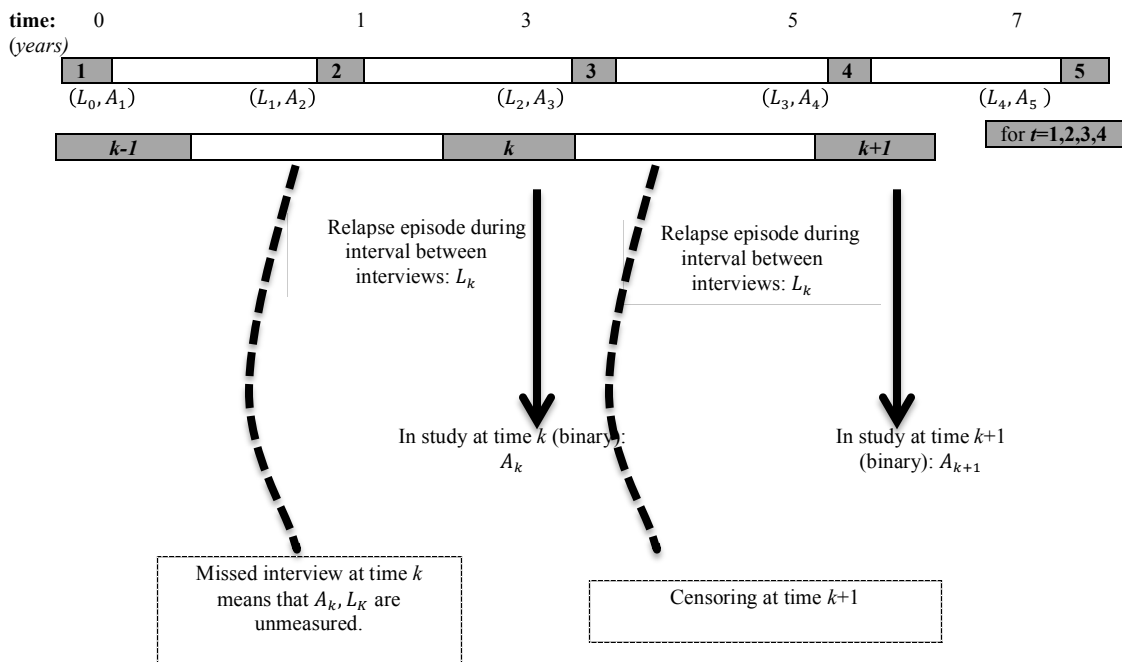 time: 0 1 3 5 7
(years)
1 2 3 4 5
(L₀, A₁) (L₁, A₂) (L₂, A₃) (L₃, A₄) (L₄, A₅)
k-1 k k+1 for t=1,2,3,4
Relapse episode during
interval between
interviews: Lₖ
Relapse episode during
interval between
interviews: Lₖ
In study at time k (binary):
Aₖ
In study at time k+1
(binary): Aₖ₊₁
Missed interview at time k
means that Aₖ, L_K are
unmeasured.
Censoring at time k+1